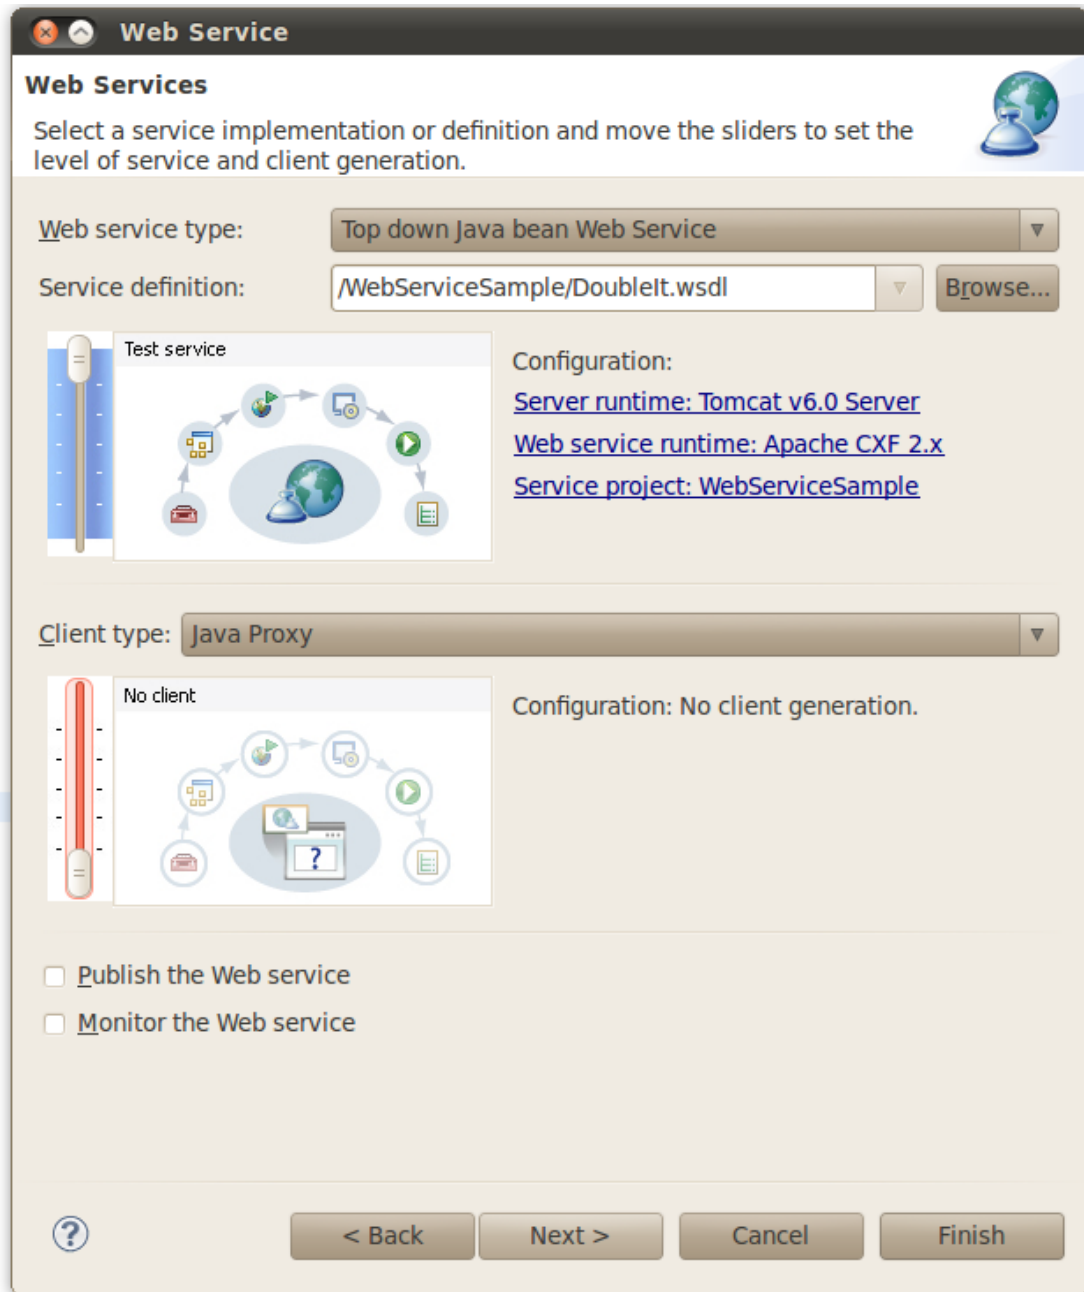 Web Service
Web Services
Select a service implementation or definition and move the sliders to set the
level of service and client generation.
Web service type: Top down Java bean Web Service
Service definition: /WebServiceSample/DoubleIt.wsdl Browse...
Test service
Configuration:
Server runtime: Tomcat v6.0 Server
Web service runtime: Apache CXF 2.x
Service project: WebServiceSample
Client type: Java Proxy
No client
Configuration: No client generation.
?
Publish the Web service
Monitor the Web service
? < Back Next > Cancel Finish